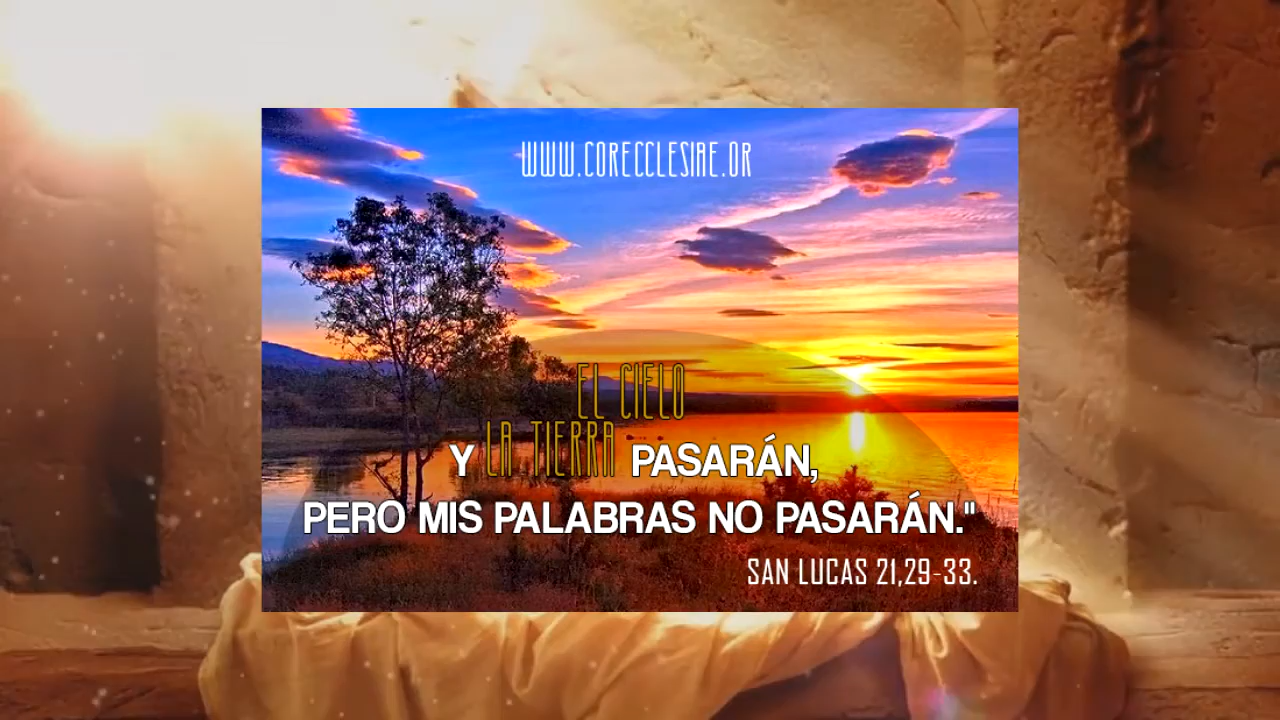 WWW.CORECCLESIAE.OR
EL CIELO
Y LA TIERRA PASARÁN,
PERO MIS PALABRAS NO PASARÁN."
SAN LUCAS 21,29-33.